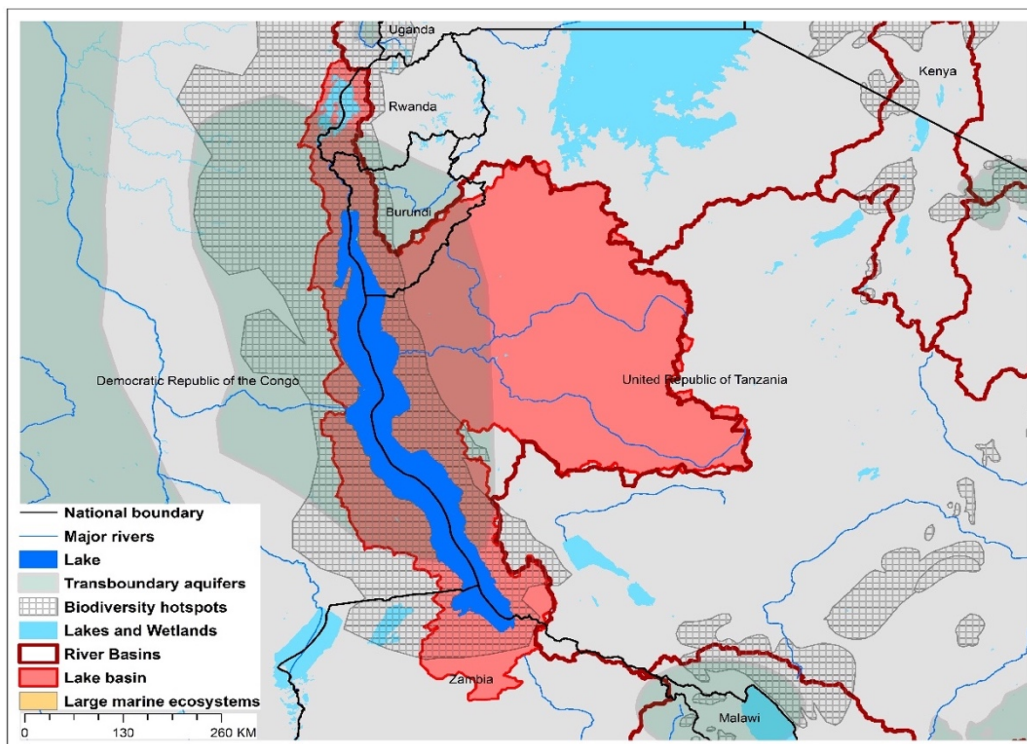 Uganda
Kenya
Rwanda
Burundi
Democratic Republic of the Congo
United Republic of Tanzania
Zambia
Malawi
National boundary
Major rivers
Lake
Transboundary aquifers
Biodiversity hotspots
Lakes and Wetlands
River Basins
Lake basin
Large marine ecosystems
0 130 260 KM